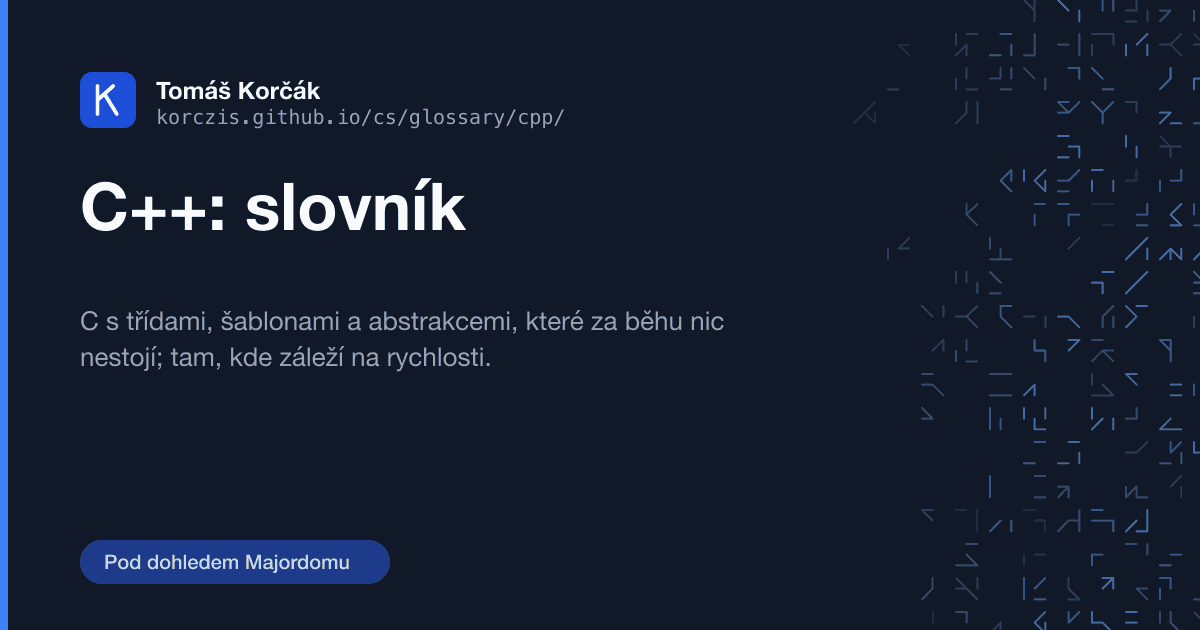 Tomáš Korčák
korczis.github.io/cs/glossary/cpp/
C++: slovník
C s třídami, šablonami a abstrakcemi, které za běhu nic
nestojí; tam, kde záleží na rychlosti.
Pod dohledem Majordomu